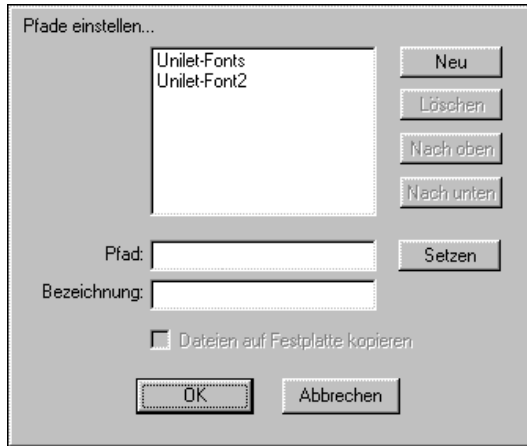 Pfade einstellen...
Unilet-Fonts
Unilet-Font2
Neu
Löschen
Nach oben
Nach unten
Pfad:
Setzen
Bezeichnung:
Dateien auf Festplatte kopieren
OK
Abbrechen